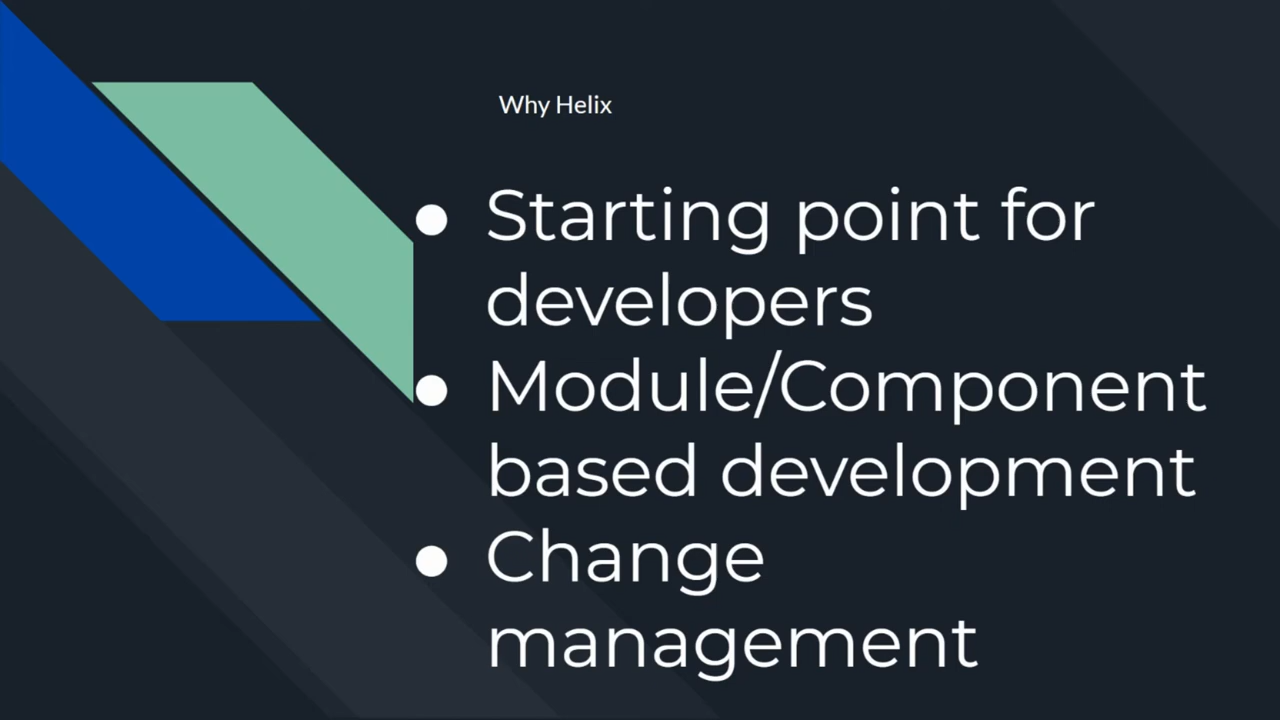 Why Helix
● Starting point for
developers
● Module/Component
based development
● Change
management